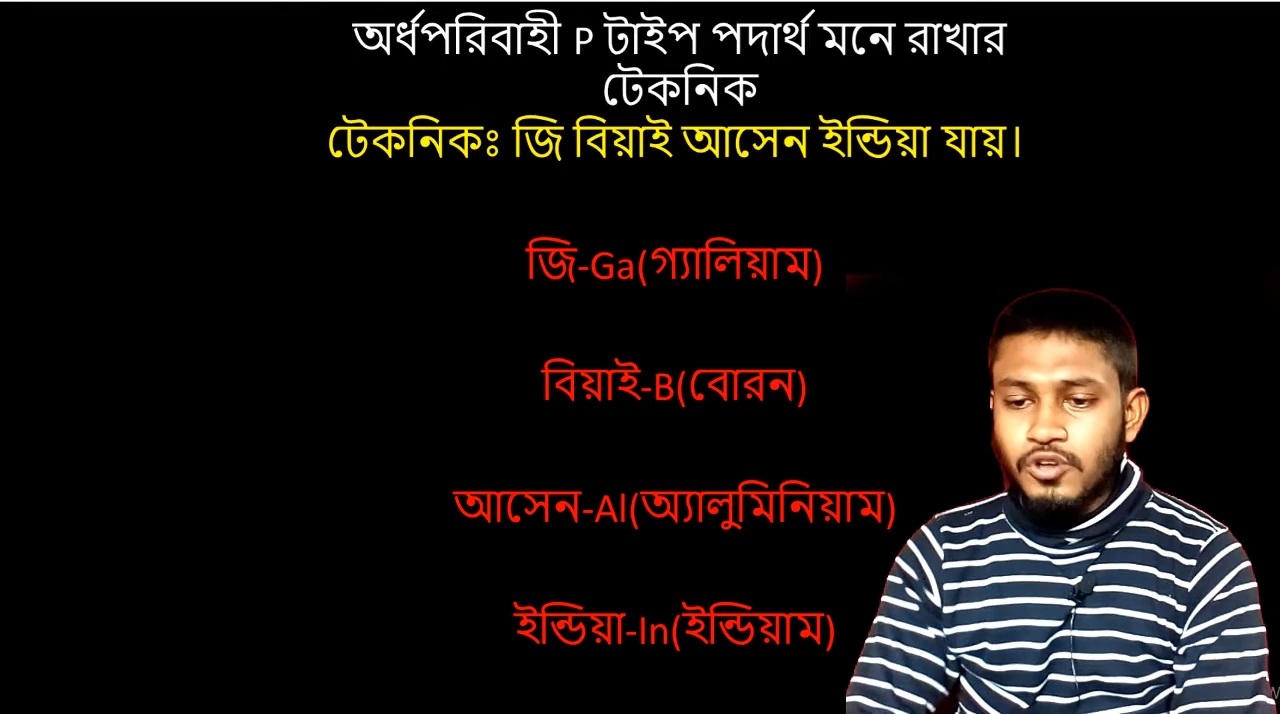 অর্ধপরিবাহী P টাইপ পদার্থ মনে রাখার
টেকনিক
টেকনিকঃ জি বিয়াই আসেন ইন্ডিয়া যায়।
জি-Ga(গ্যালিয়াম)
বিয়াই-B(বোরন)
আসেন-Al(অ্যালুমিনিয়াম)
ইন্ডিয়া-In(ইন্ডিয়াম)